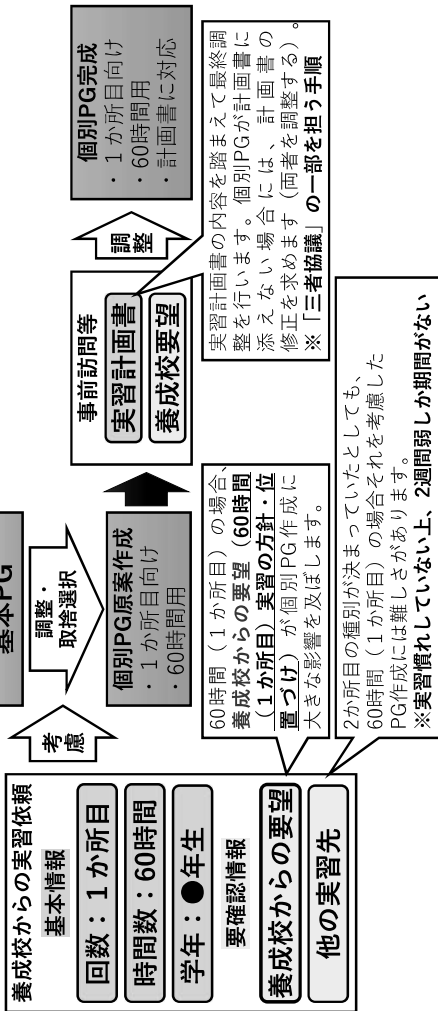 養成校からの実習依頼
基本情報
回数：1か所目
時間数：60時間
学年：●年生
要確認情報
養成校からの要望
他の実習先
考慮
基本PG
調整・
取捨選択
個別PG原案作成
・1か所目向け
・60時間用
事前訪問等
実習計画書
養成校要望
調整
個別PG完成
・1か所目向け
・60時間用
・計画書に対応
60時間（1か所目）の場合、
養成校からの要望（60時間
（1か所目）実習の方針・位
置づけ）が個別PG作成に
大きな影響を及ぼします。
実習計画書の内容を踏まえて最終調
整を行います。個別PGが計画書に
添えない場合には、計画書の
修正を求めます（両者を調整する）。
※「三者協議」の一部を担う手順
2か所目の種別が決まっていたとしても、
60時間（1か所目）の場合それを考慮した
PG作成には難しさがあります。
※実習慣れしていない上、2週間弱しか期間がない